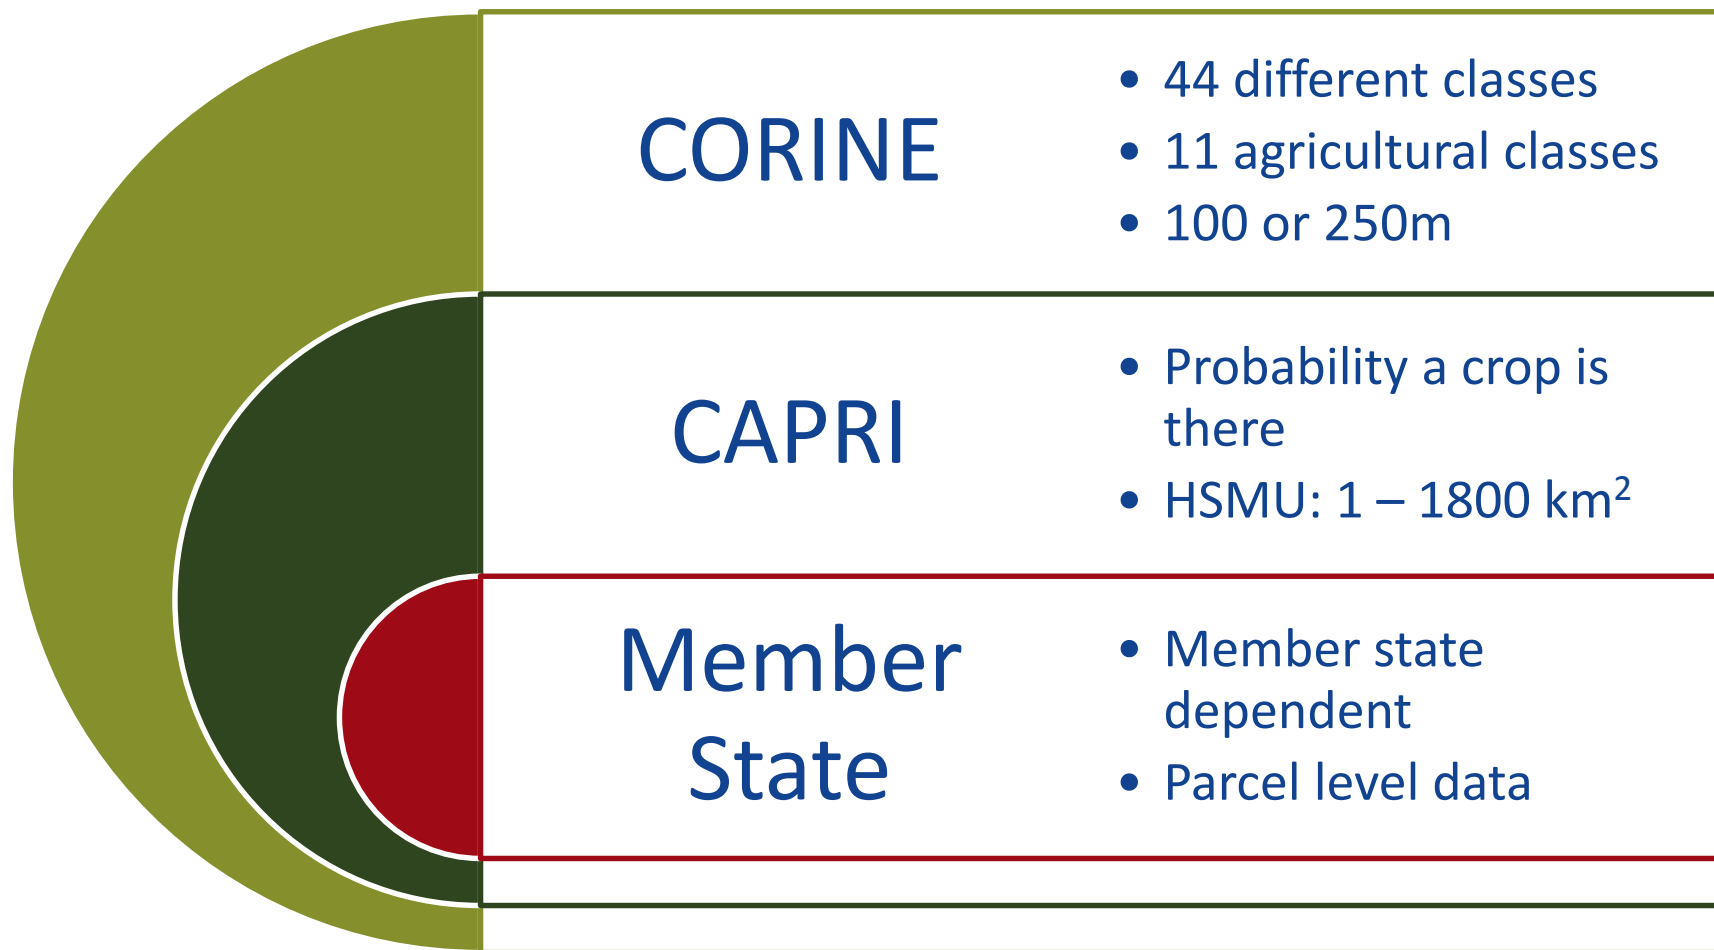 CORINE
• 44 different classes
• 11 agricultural classes
• 100 or 250m
CAPRI
• Probability a crop is
there
• HSMU: 1 – 1800 km²
Member
State
• Member state
dependent
• Parcel level data